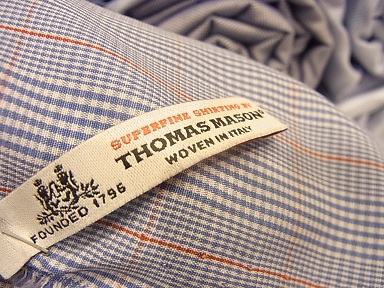 SUPERFINE SHIRTING BY
THOMAS MASON®
WOVEN IN ITALY
FOUNDED 1796